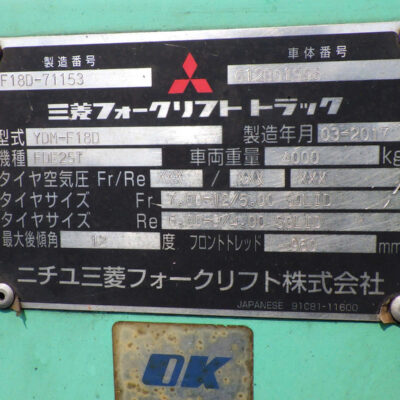 製造番号 車体番号
F18D-71153
三菱フォークリフトトラック
型式 YDM-F18D 製造年月 03-2017
機種 FDE25T 車両重量 4000 kg
タイヤ空気圧 Fr/Re XXX / XXX XXX
タイヤサイズ Fr
タイヤサイズ Re
最大後傾角 度 フロントトレッド 960 mm
ニチユ三菱フォークリフト株式会社
JAPANESE 91C81-11600
OK